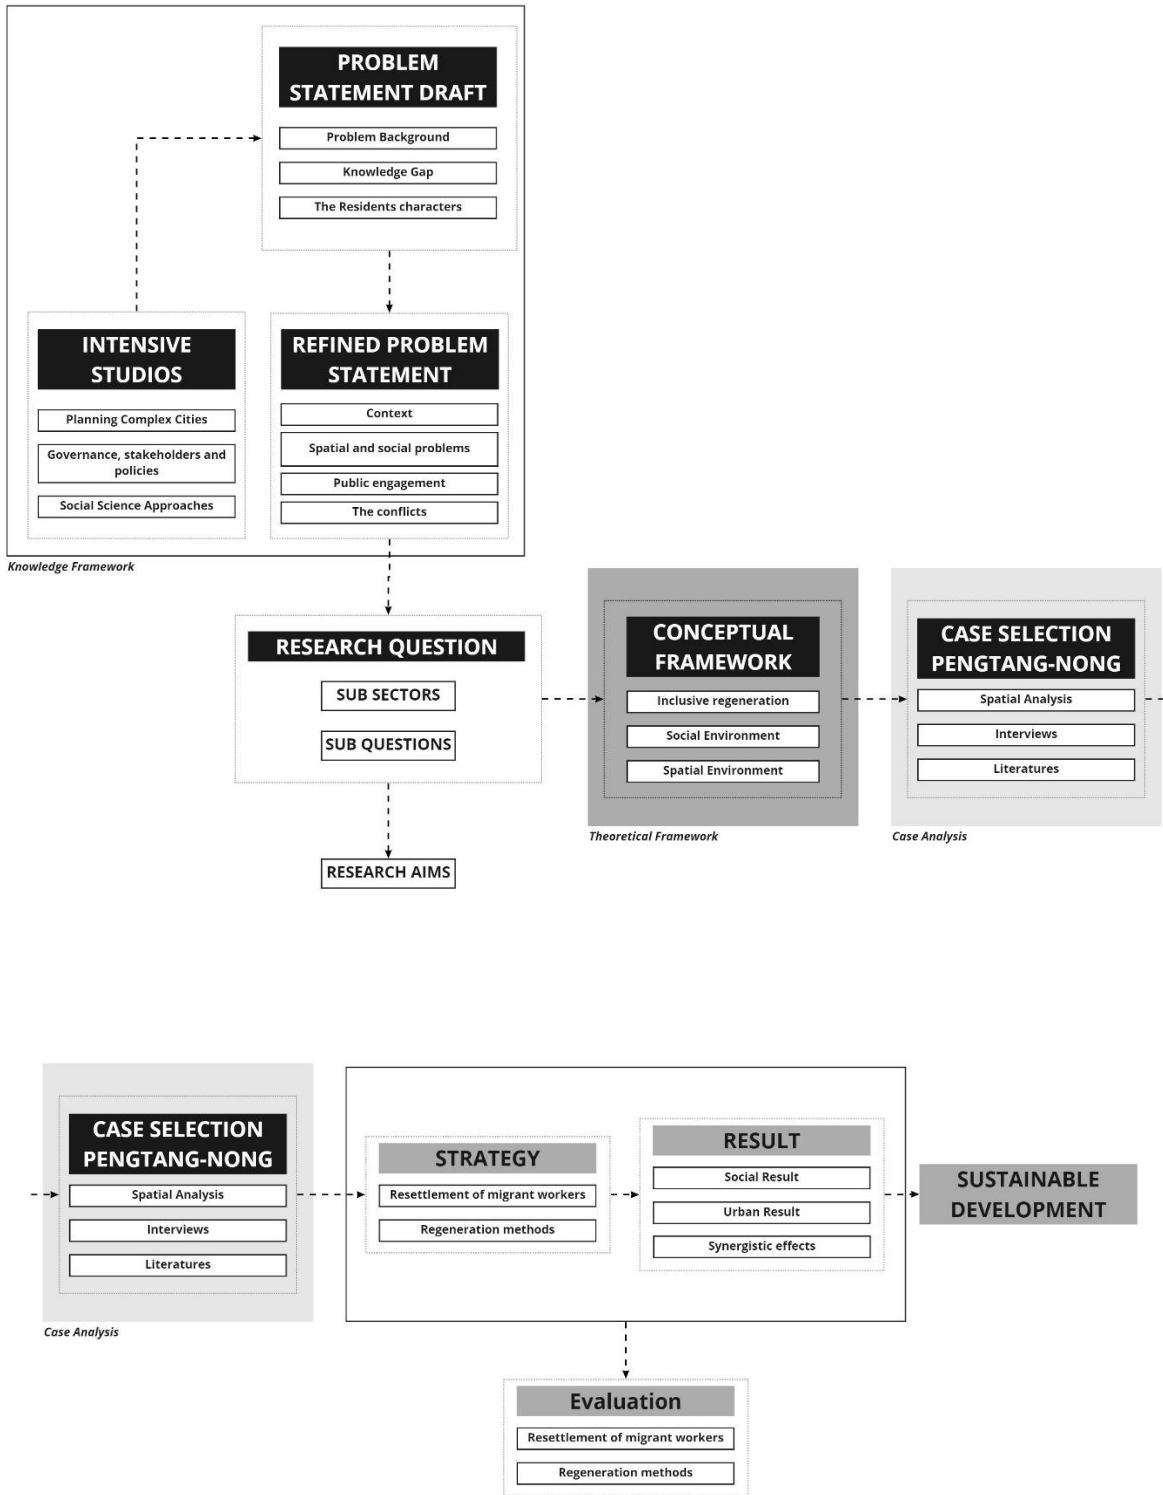 PROBLEM
STATEMENT DRAFT
Problem Background
Knowledge Gap
The Residents characters
INTENSIVE
STUDIOS
Planning Complex Cities
Governance, stakeholders and
policies
Social Science Approaches
REFINED PROBLEM
STATEMENT
Context
Spatial and social problems
Public engagement
The conflicts
Knowledge Framework
RESEARCH QUESTION
SUB SECTORS
SUB QUESTIONS
RESEARCH AIMS
CONCEPTUAL
FRAMEWORK
Inclusive regeneration
Social Environment
Spatial Environment
Theoretical Framework
CASE SELECTION
PENGTANG-NONG
Spatial Analysis
Interviews
Literatures
Case Analysis
CASE SELECTION
PENGTANG-NONG
Spatial Analysis
Interviews
Literatures
Case Analysis
STRATEGY
Resettlement of migrant workers
Regeneration methods
RESULT
Social Result
Urban Result
Synergistic effects
SUSTAINABLE
DEVELOPMENT
Evaluation
Resettlement of migrant workers
Regeneration methods